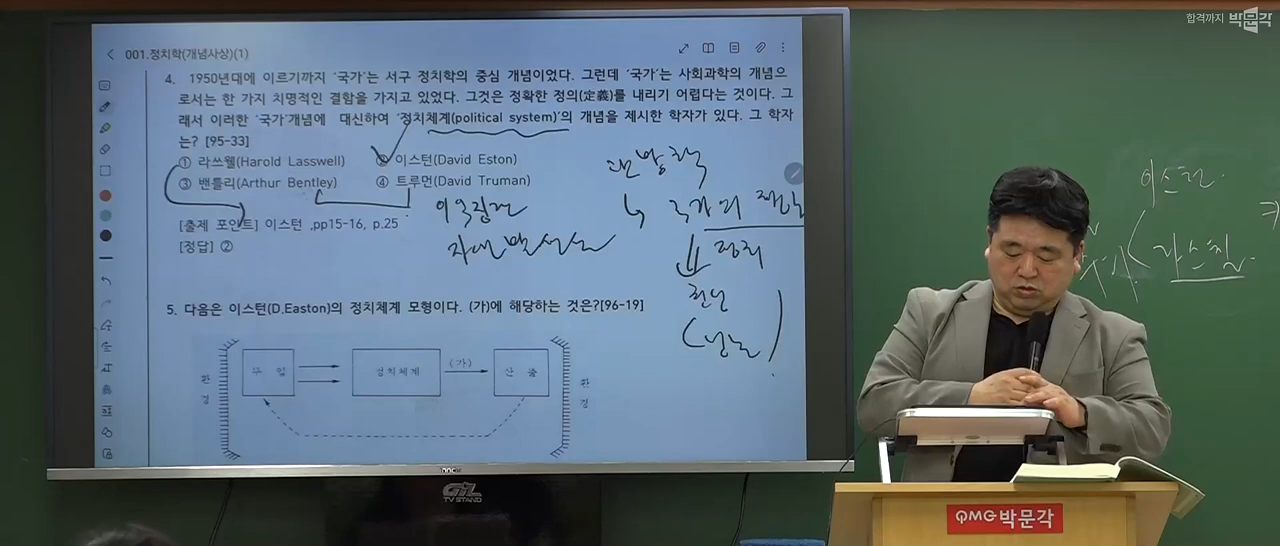 합격까지 박문각
001.정치학(개념사상)(1)
4. 1950년대에 이르기까지 '국가'는 서구 정치학의 중심 개념이었다. 그런데 '국가'는 사회과학의 개념으
로서는 한 가지 치명적인 결함을 가지고 있었다. 그것은 정확한 정의(定義)를 내리기 어렵다는 것이다. 그
래서 이러한 '국가'개념에 대신하여 '정치체계(political system)'의 개념을 제시한 학자가 있다. 그 학자
는? [95-33]
① 라쓰웰(Harold Lasswell) ② 이스턴(David Eston)
③ 밴틀리(Arthur Bentley) ④ 트루먼(David Truman)
[출제 포인트] 이스턴 ,pp15-16, p.25
[정답] ②
5. 다음은 이스턴(D.Easton)의 정치체계 모형이다. (가)에 해당하는 것은?[96-19]
환경
투 입
정치체계
(가)
산 출
환경
이스턴
라스웰
GIL
TV STAND
PMG 박문각